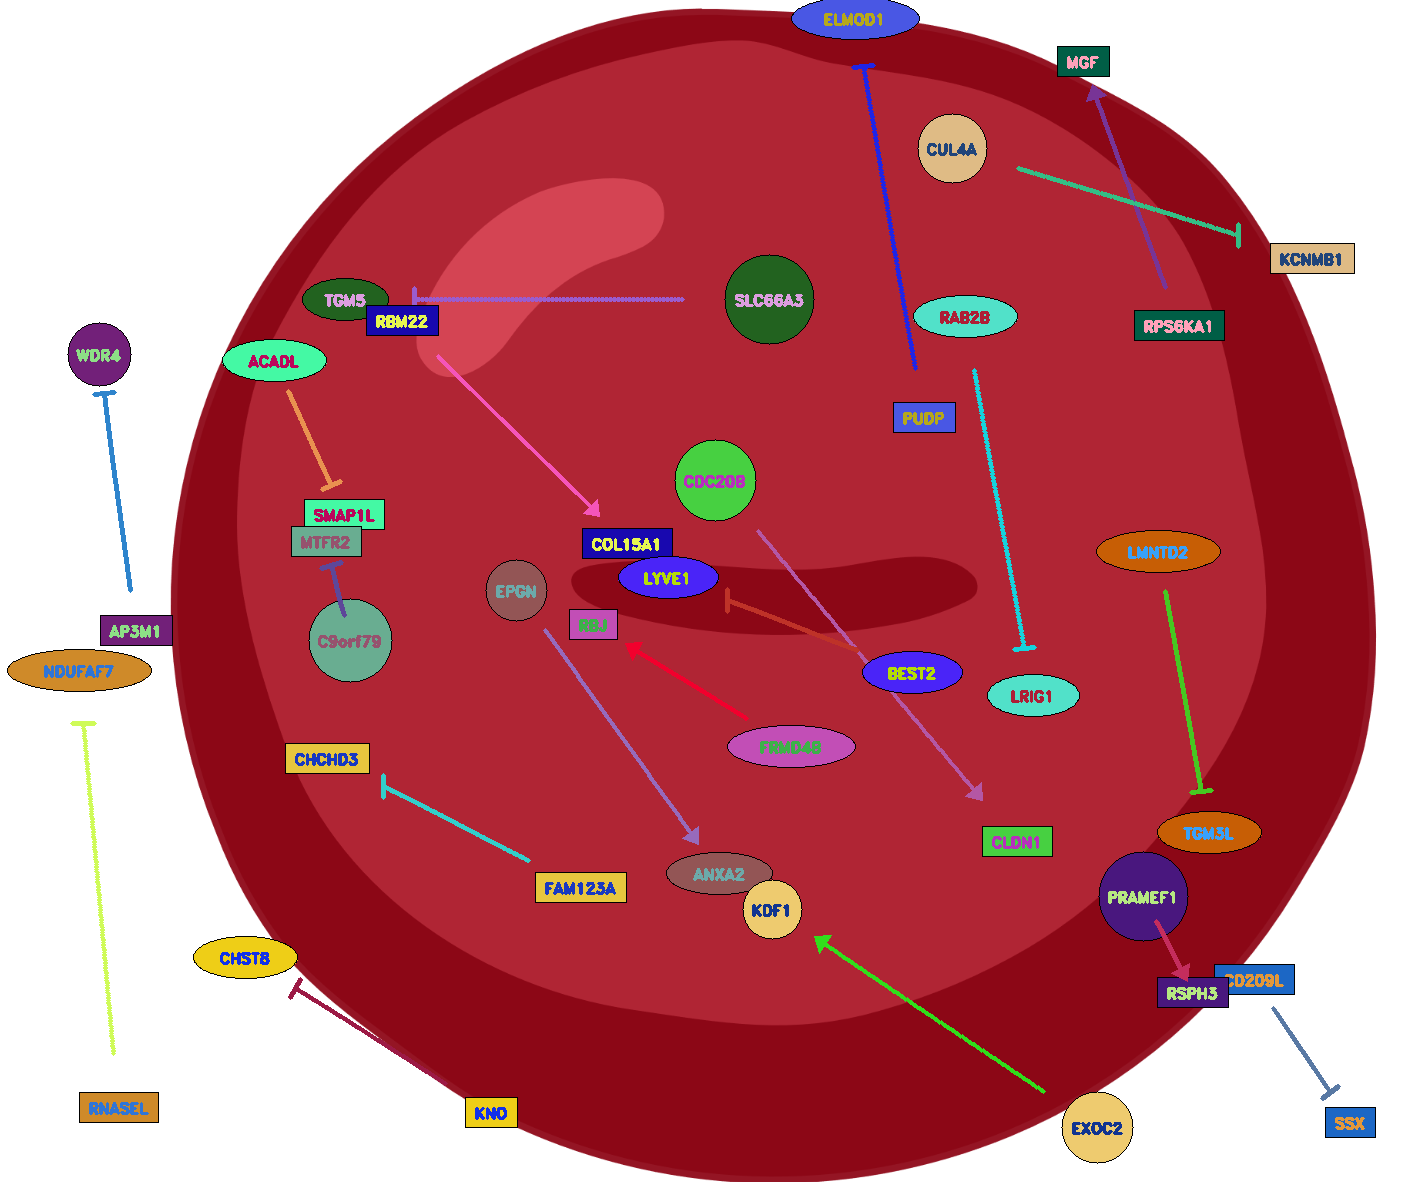 ELMOD1
MGF
CUL4A
KCNMB1
TGM5
SLC66A3
RBM22
RAB2B
RPS6KA1
WDR4
ACADL
PUDP
CDC20B
SMAP1L
MTFR2
COL15A1
LMNTD2
LYVE1
EPGN
RBJ
AP3M1
C9orf79
NDUFAF7
BEST2
LRIG1
FRMD4B
CHCHD3
TGM3L
CLDN1
ANXA2
FAM123A
PRAMEF1
KDF1
CHST8
CD209L
RSPH3
RNASEL
KNO
SSX
EXOC2